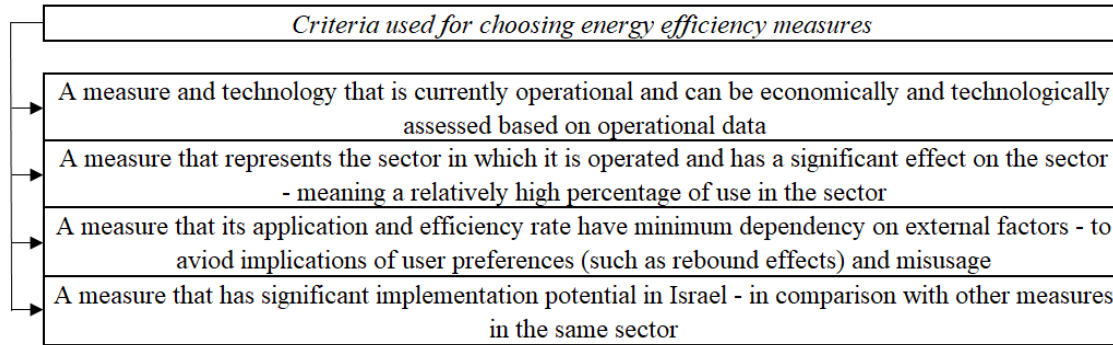 Criteria used for choosing energy efficiency measures
A measure and technology that is currently operational and can be economically and technologically
assessed based on operational data
A measure that represents the sector in which it is operated and has a significant effect on the sector
- meaning a relatively high percentage of use in the sector
A measure that its application and efficiency rate have minimum dependency on external factors - to
aviod implications of user preferences (such as rebound effects) and misusage
A measure that has significant implementation potential in Israel - in comparison with other measures
in the same sector